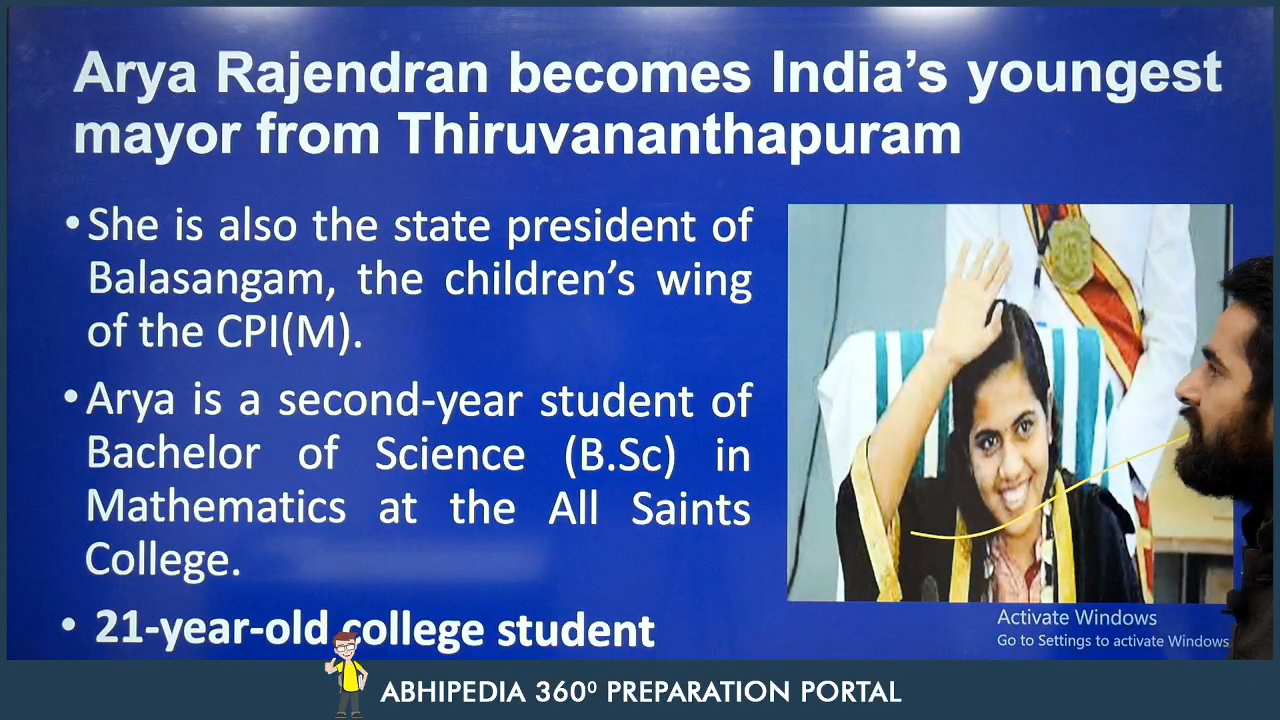 Arya Rajendran becomes India's youngest
mayor from Thiruvananthapuram
• She is also the state president of
Balasangam, the children's wing
of the CPI(M).
• Arya is a second-year student of
Bachelor of Science (B.Sc) in
Mathematics at the All Saints
College.
• 21-year-old college student
Activate Windows
Go to Settings to activate Windows
ABHIPEDIA 360⁰ PREPARATION PORTAL